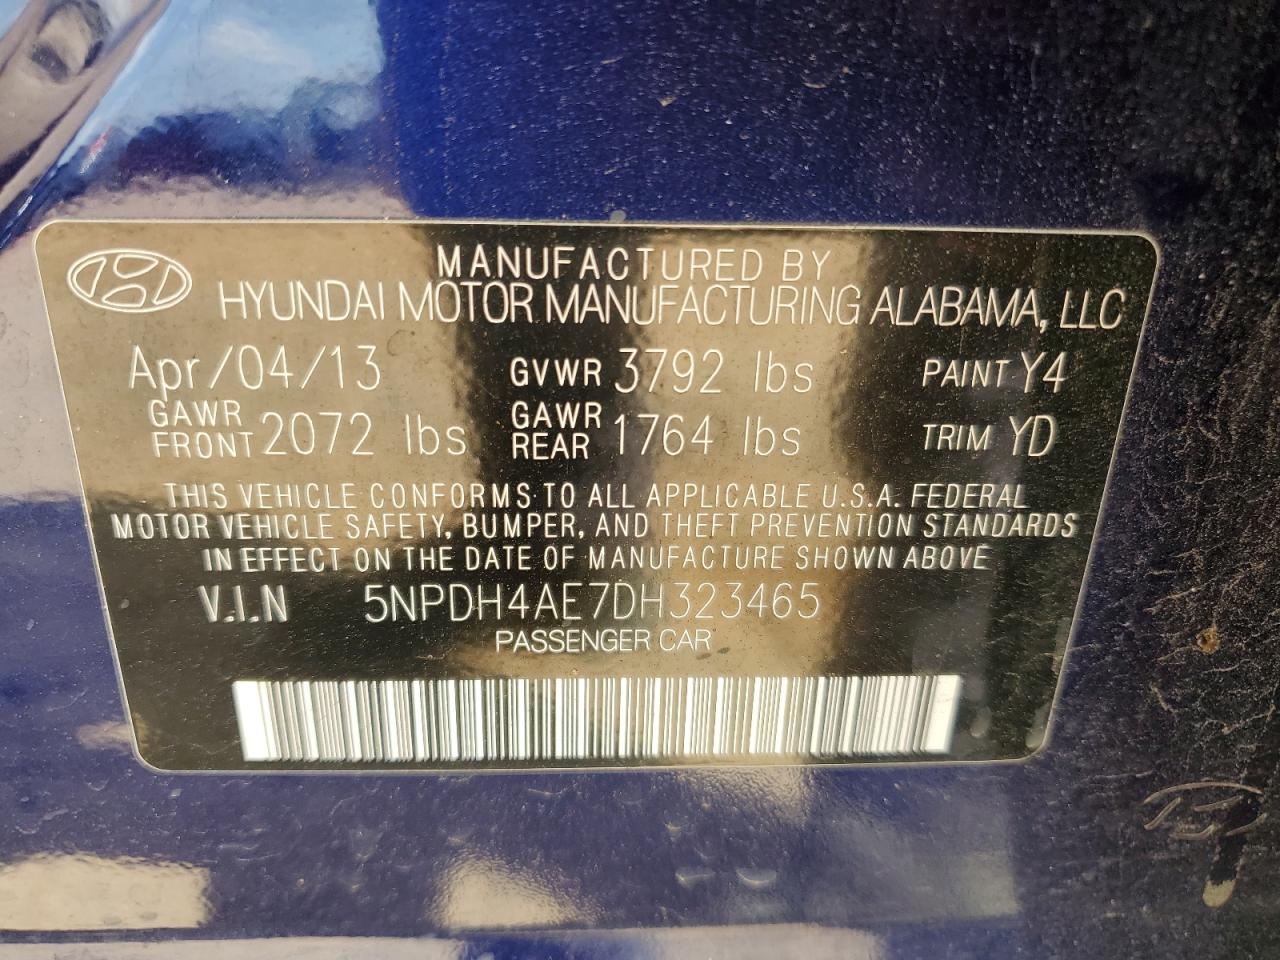 MANUFACTURED BY
HYUNDAI MOTOR MANUFACTURING ALABAMA, LLC
Apr/04/13 GVWR 3792 lbs PAINT Y4
GAWR FRONT 2072 lbs GAWR REAR 1764 lbs TRIM YD
THIS VEHICLE CONFORMS TO ALL APPLICABLE U.S.A. FEDERAL
MOTOR VEHICLE SAFETY, BUMPER, AND THEFT PREVENTION STANDARDS
IN EFFECT ON THE DATE OF MANUFACTURE SHOWN ABOVE
V.I.N 5NPDH4AE7DH323465
PASSENGER CAR